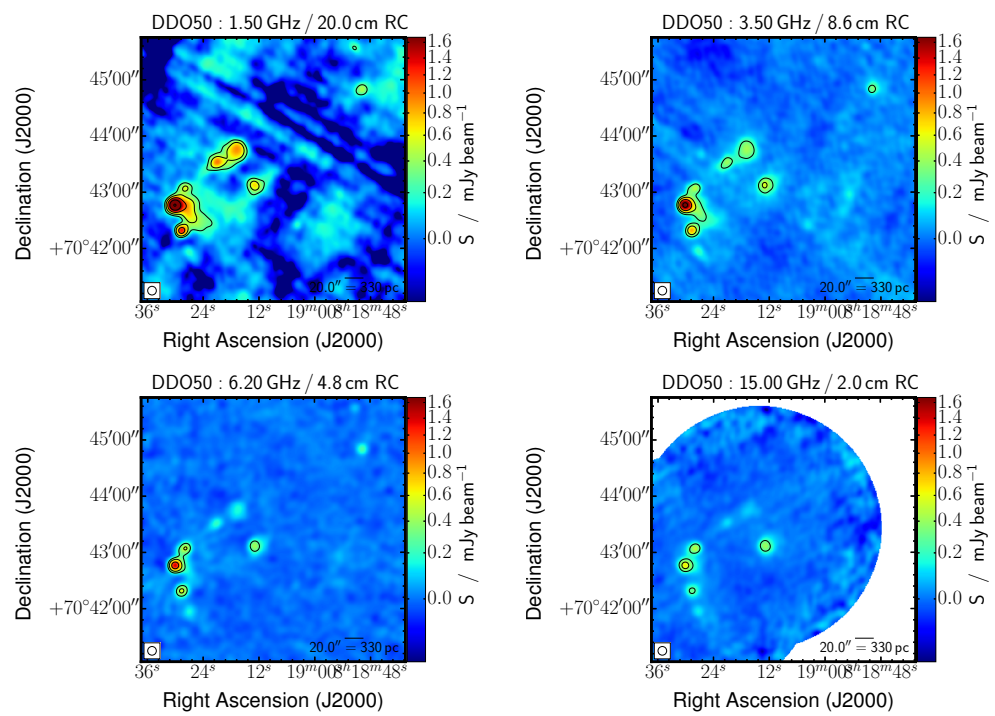 DDO50 : 1.50 GHz / 20.0 cm RC
45′00″
44′00″
43′00″
+70°42′00″
Declination (J2000)
20.0″ = 330 pc
36ˢ 24ˢ 12ˢ 19ᵐ00ˢʰ18ᵐ48ˢ
Right Ascension (J2000)
1.6
1.4
1.2
1.0
0.8
0.6
0.4
0.2
0.0
S / mJy beam⁻¹
DDO50 : 3.50 GHz / 8.6 cm RC
45′00″
44′00″
43′00″
+70°42′00″
Declination (J2000)
20.0″ = 330 pc
36ˢ 24ˢ 12ˢ 19ᵐ00ˢʰ18ᵐ48ˢ
Right Ascension (J2000)
1.6
1.4
1.2
1.0
0.8
0.6
0.4
0.2
0.0
S / mJy beam⁻¹
DDO50 : 6.20 GHz / 4.8 cm RC
45′00″
44′00″
43′00″
+70°42′00″
Declination (J2000)
20.0″ = 330 pc
36ˢ 24ˢ 12ˢ 19ᵐ00ˢʰ18ᵐ48ˢ
Right Ascension (J2000)
1.6
1.4
1.2
1.0
0.8
0.6
0.4
0.2
0.0
S / mJy beam⁻¹
DDO50 : 15.00 GHz / 2.0 cm RC
45′00″
44′00″
43′00″
+70°42′00″
Declination (J2000)
20.0″ = 330 pc
36ˢ 24ˢ 12ˢ 19ᵐ00ˢʰ18ᵐ48ˢ
Right Ascension (J2000)
1.6
1.4
1.2
1.0
0.8
0.6
0.4
0.2
0.0
S / mJy beam⁻¹